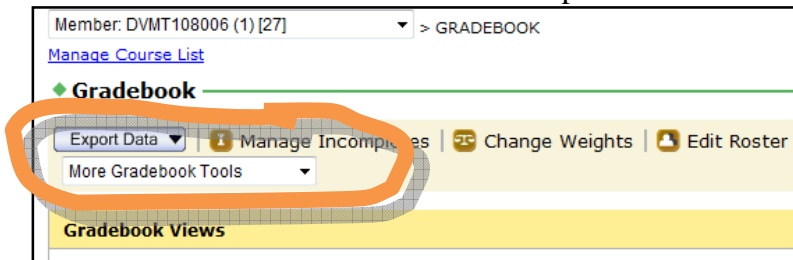 Member: DVMT108006 (1) [27] > GRADEBOOK
Manage Course List
Gradebook
Export Data | Manage Incompletes | Change Weights | Edit Roster
More Gradebook Tools
Gradebook Views